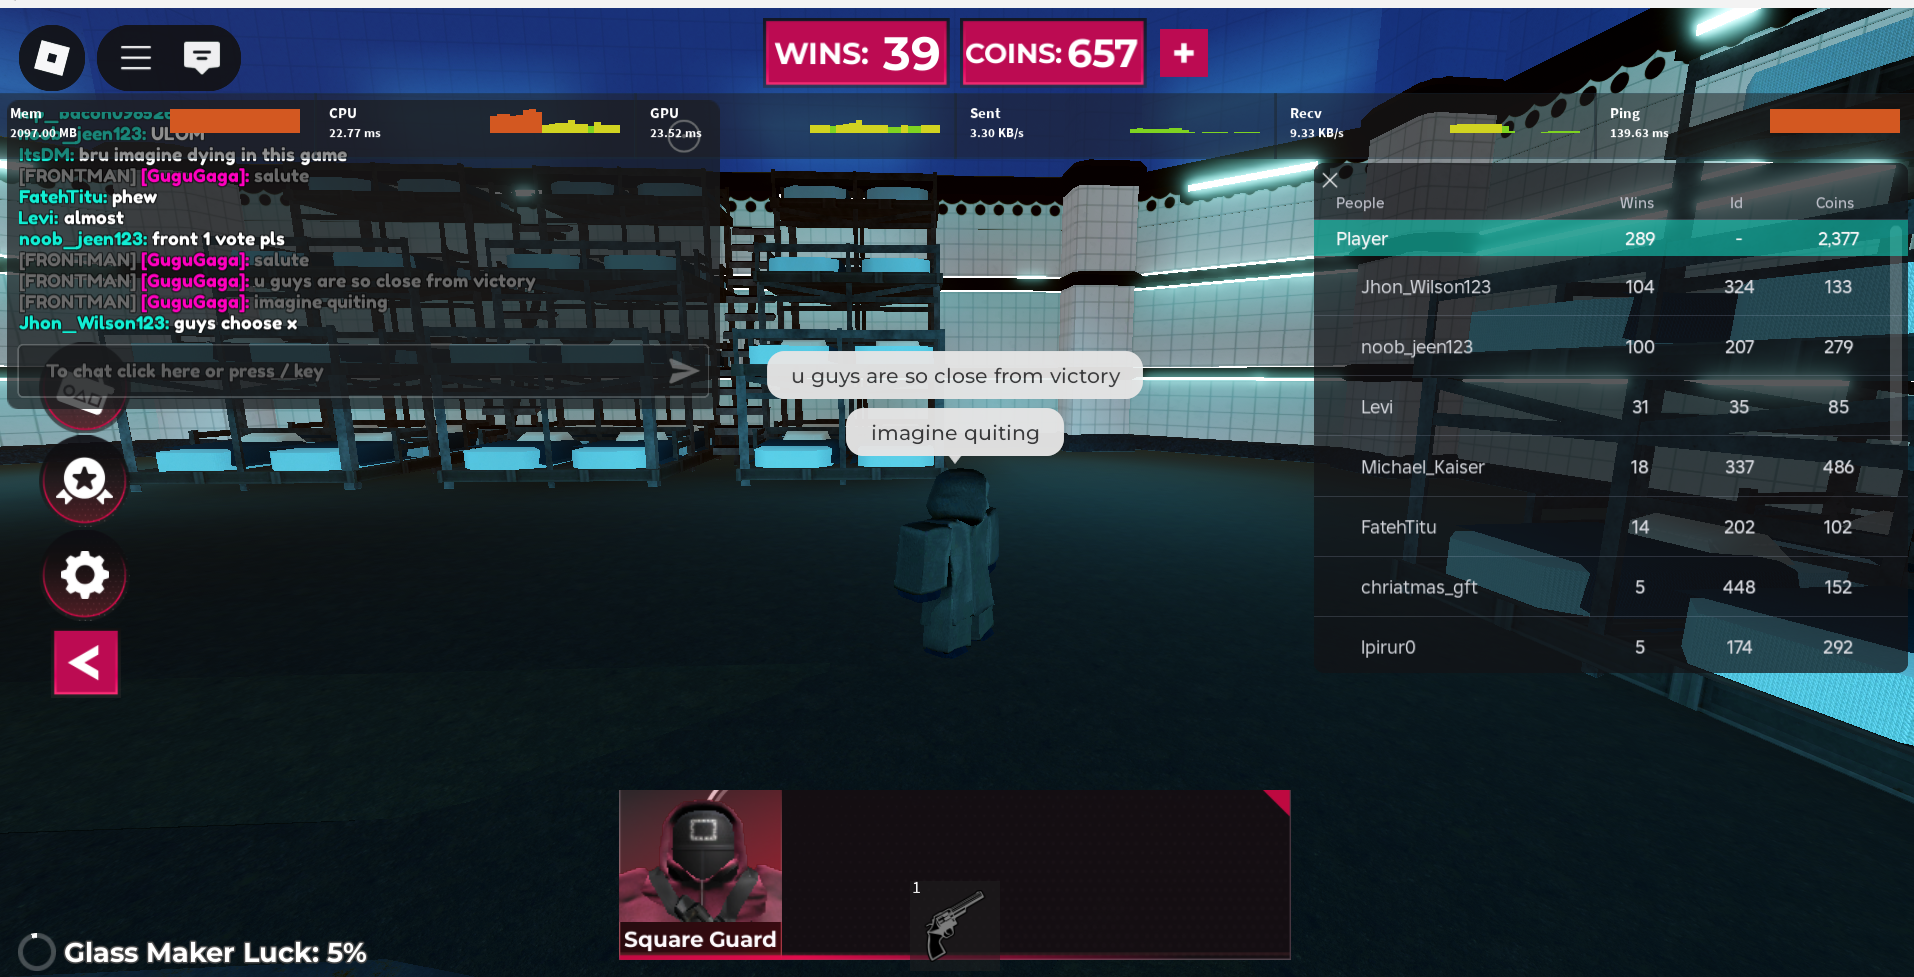 WINS: 39
COINS: 657
+
Mem
2097.00 MB
CPU
22.77 ms
GPU
23.52 ms
Sent
3.30 KB/s
Recv
9.33 KB/s
Ping
139.63 ms
noob_jeen123: ULOM
ItsDM: bru imagine dying in this game
[FRONTMAN] [GuguGaga]: salute
FatehTitu: phew
Levi: almost
noob_jeen123: front 1 vote pls
[FRONTMAN] [GuguGaga]: salute
[FRONTMAN] [GuguGaga]: u guys are so close from victory
[FRONTMAN] [GuguGaga]: imagine quiting
Jhon_Wilson123: guys choose x
To chat click here or press / key
u guys are so close from victory
imagine quiting
People Wins Id Coins
Player 289 - 2,377
Jhon_Wilson123 104 324 133
noob_jeen123 100 207 279
Levi 31 35 85
Michael_Kaiser 18 337 486
FatehTitu 14 202 102
chriatmas_gft 5 448 152
lpirur0 5 174 292
<
1
Square Guard
Glass Maker Luck: 5%